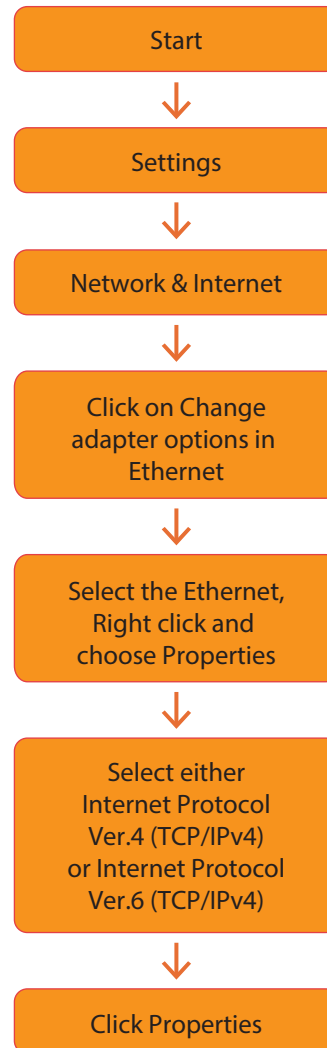 Start
Settings
Network & Internet
Click on Change
adapter options in
Ethernet
Select the Ethernet,
Right click and
choose Properties
Select either
Internet Protocol
Ver.4 (TCP/IPv4)
or Internet Protocol
Ver.6 (TCP/IPv4)
Click Properties